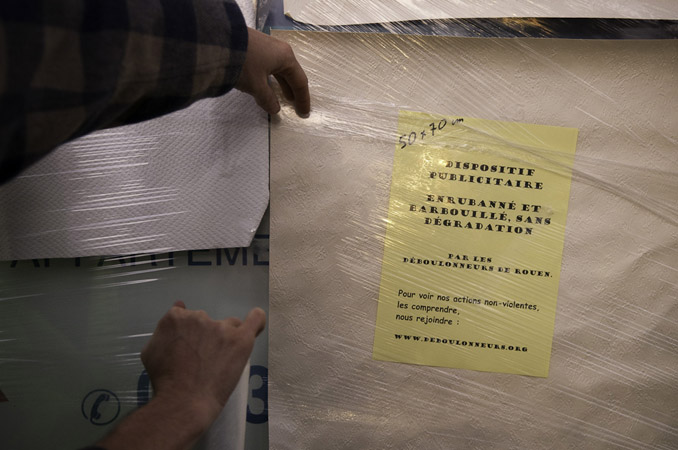 50 x 70 cm
DISPOSITIF
PUBLICITAIRE
ENRUBANNÉ ET
BARBOUILLÉ, SANS
DÉGRADATION
PAR LES
DÉBOULONNEURS DE ROUEN.
Pour voir nos actions non-violentes,
les comprendre,
nous rejoindre :
WWW.DEBOULONNEURS.ORG
APPARTEME
3